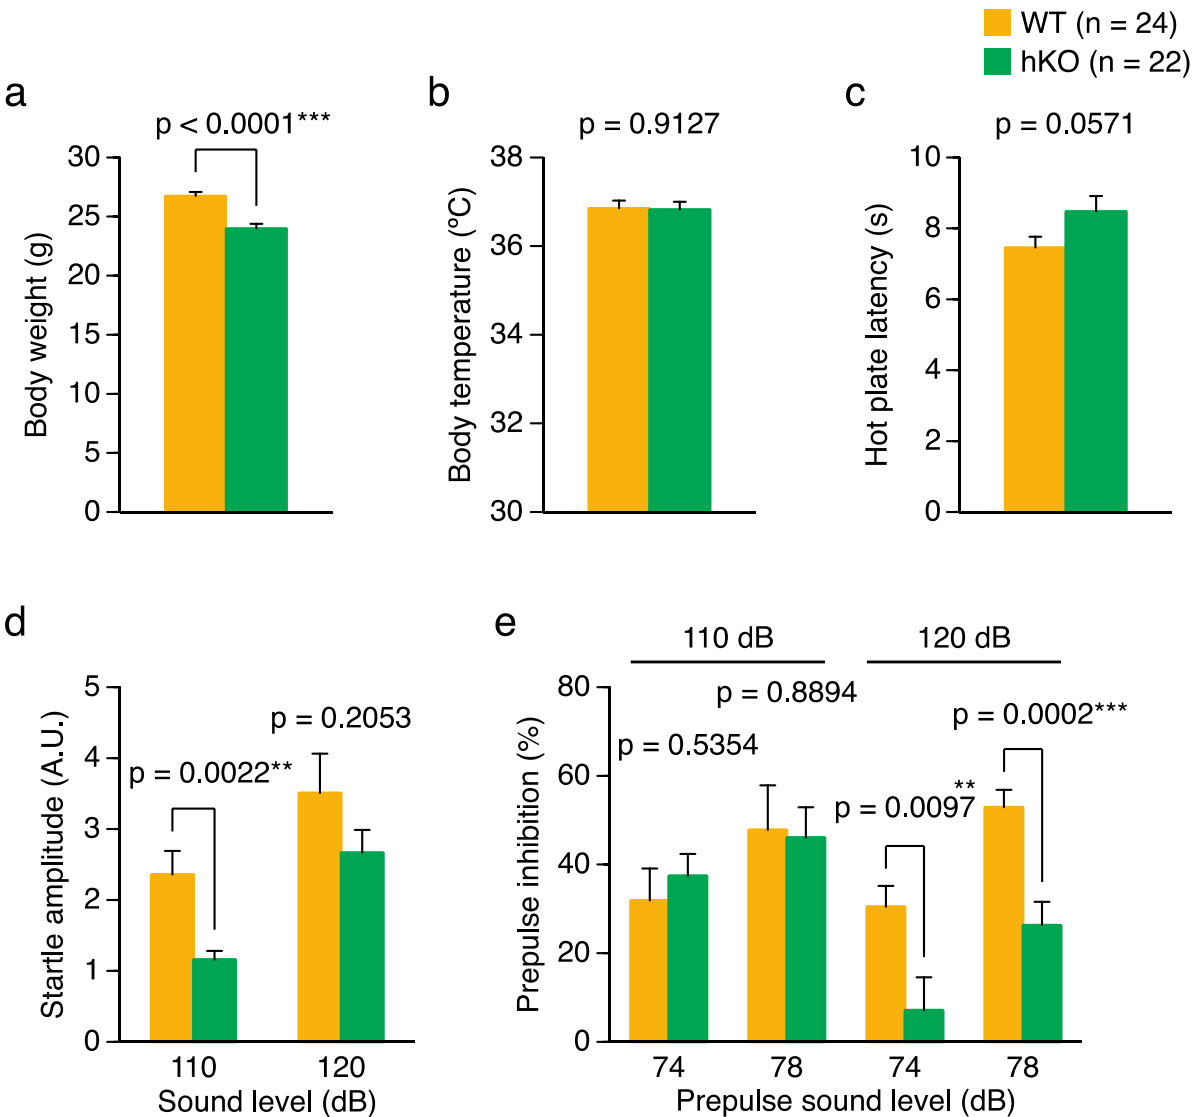 WT (n = 24)
hKO (n = 22)
a
p < 0.0001***
30
25
20
15
10
5
0
Body weight (g)
b
p = 0.9127
38
36
34
32
30
Body temperature (ºC)
c
p = 0.0571
10
8
6
4
2
0
Hot plate latency (s)
d
5
4
3
2
1
0
Startle amplitude (A.U.)
p = 0.0022**
p = 0.2053
110
120
Sound level (dB)
e
110 dB
120 dB
80
60
40
20
0
Prepulse inhibition (%)
p = 0.5354
p = 0.8894
p = 0.0097**
p = 0.0002***
74
78
74
78
Prepulse sound level (dB)